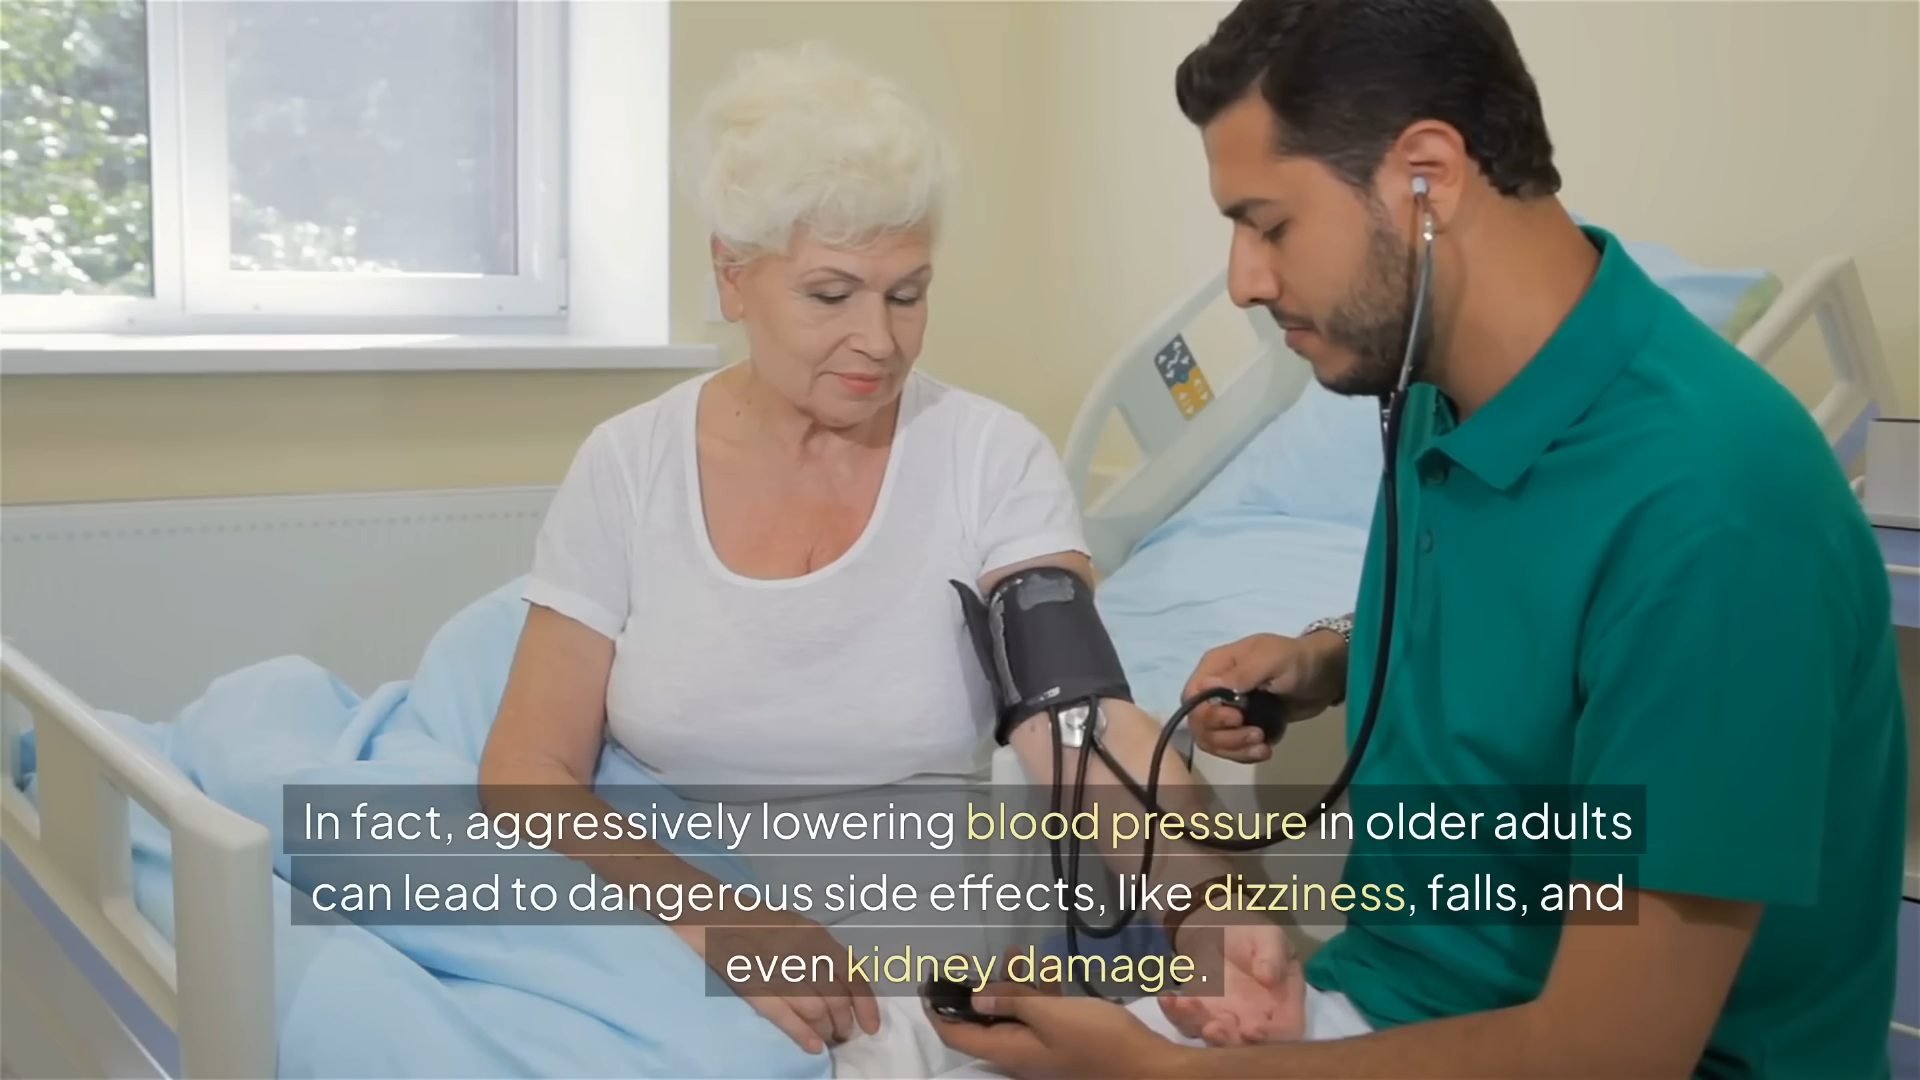 In fact, aggressively lowering blood pressure in older adults
can lead to dangerous side effects, like dizziness, falls, and
even kidney damage.